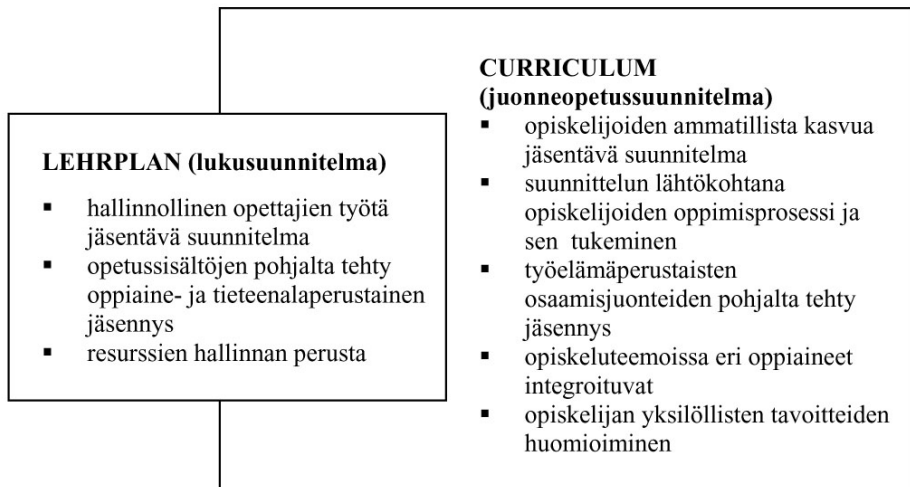 LEHRPLAN (lukusuunnitelma)
▪ hallinnollinen opettajien työtä
jäsentävä suunnitelma
▪ opetussisältöjen pohjalta tehty
oppiaine- ja tieteenalaperustainen
jäsennys
▪ resurssien hallinnan perusta
CURRICULUM
(juonneopetussuunnitelma)
▪ opiskelijoiden ammatillista kasvua
jäsentävä suunnitelma
▪ suunnittelun lähtökohtana
opiskelijoiden oppimisprosessi ja
sen tukeminen
▪ työelämäperustaisten
osaamisjuonteiden pohjalta tehty
jäsennys
▪ opiskeluteemoissa eri oppiaineet
integroituvat
▪ opiskelijan yksilöllisten tavoitteiden
huomioiminen